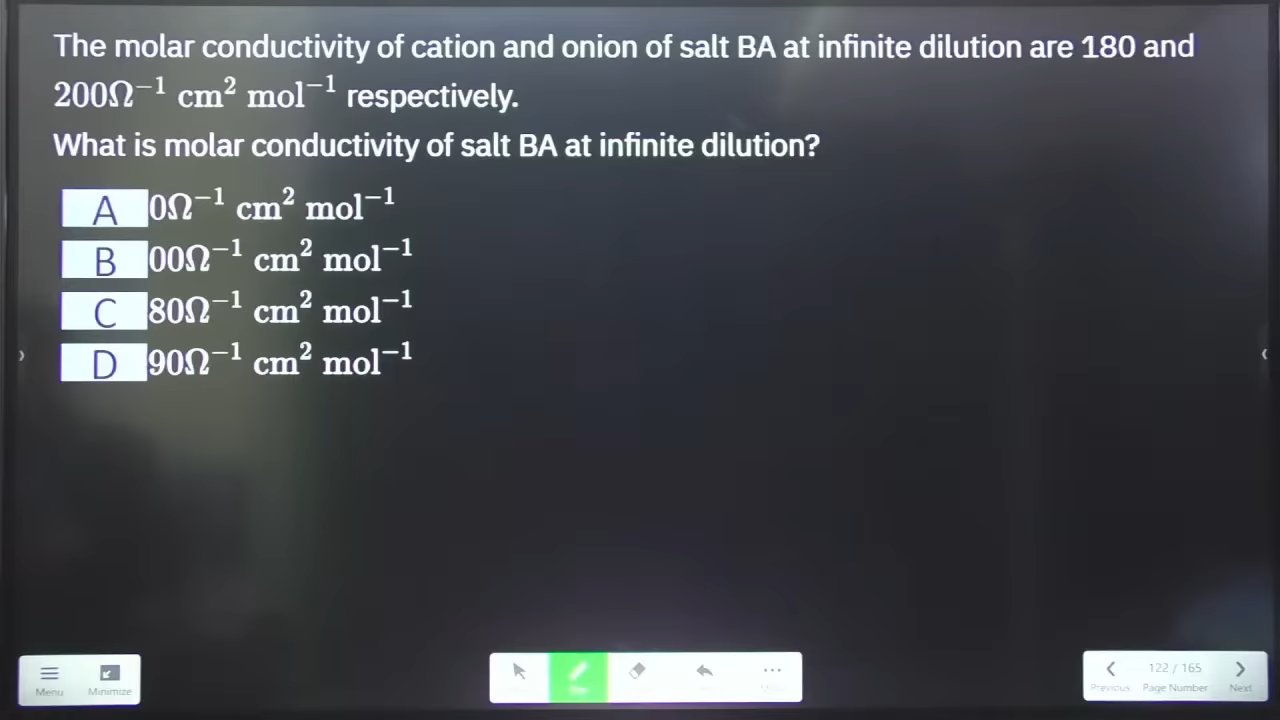 The molar conductivity of cation and onion of salt BA at infinite dilution are 180 and
200Ω⁻¹ cm² mol⁻¹ respectively.
What is molar conductivity of salt BA at infinite dilution?
A 0Ω⁻¹ cm² mol⁻¹
B 00Ω⁻¹ cm² mol⁻¹
C 80Ω⁻¹ cm² mol⁻¹
D 90Ω⁻¹ cm² mol⁻¹
Menu Minimize
122 / 165
Previous Page Number Next